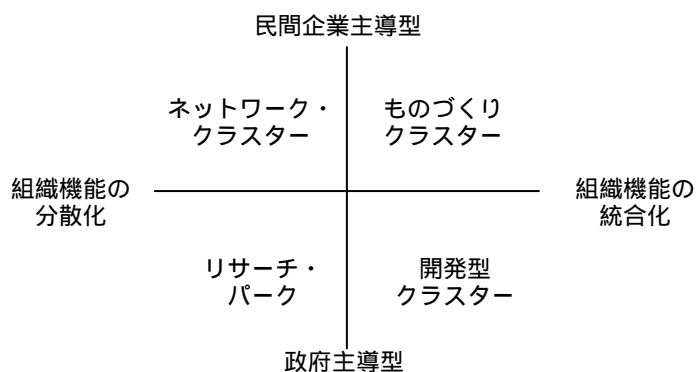 民間企業主導型
ネットワーク・
クラスター
ものづくり
クラスター
組織機能の
分散化
組織機能の
統合化
リサーチ・
パーク
開発型
クラスター
政府主導型